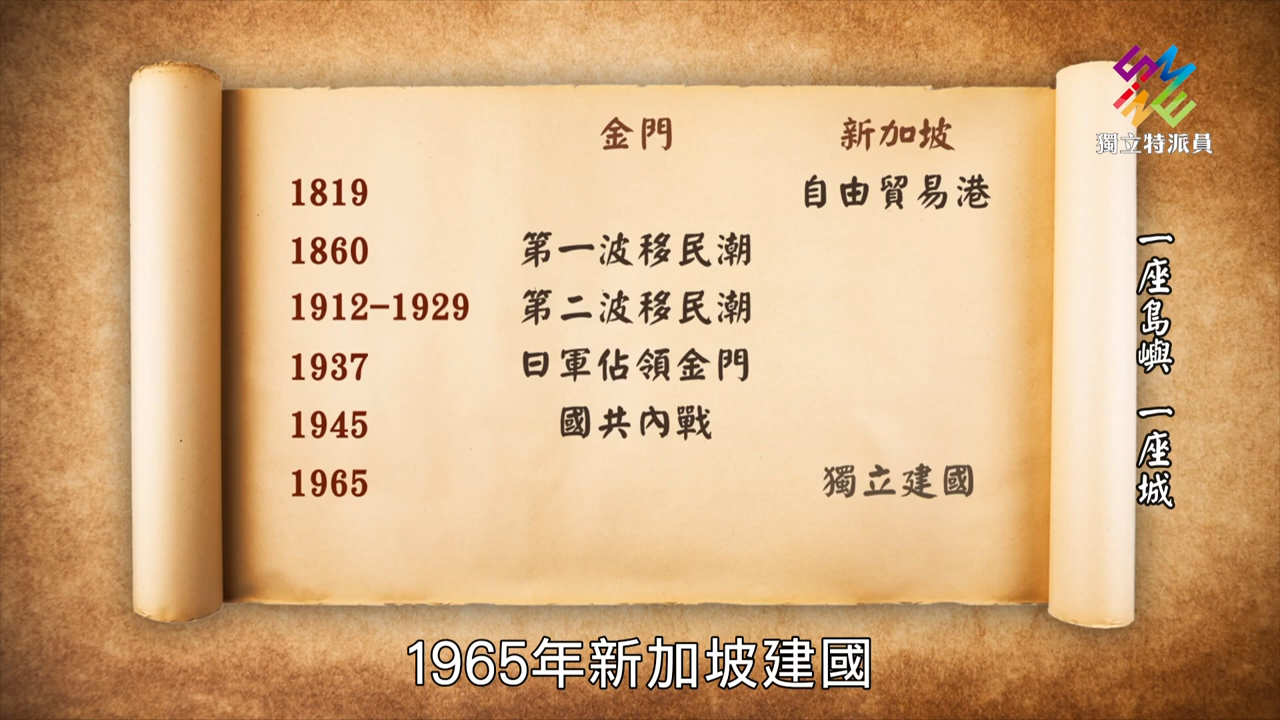 金門 新加坡
1819 自由貿易港
1860 第一波移民潮
1912-1929 第二波移民潮
1937 日軍佔領金門
1945 國共內戰
1965 獨立建國
SMiNE
獨立特派員
一座島嶼 一座城
1965年新加坡建國